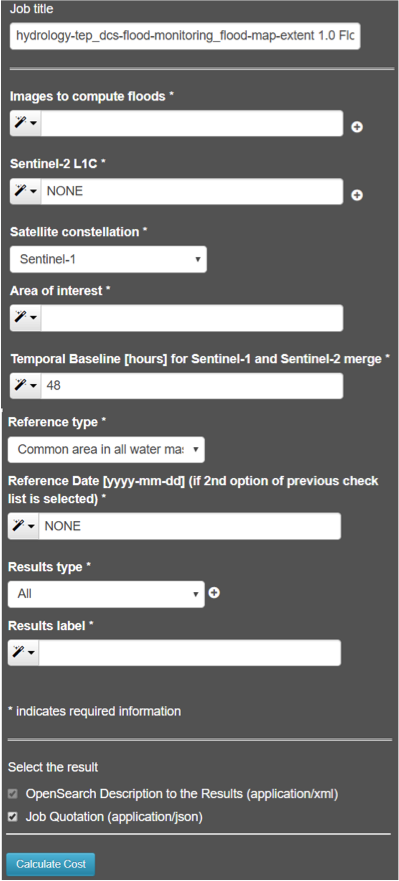 Job title
hydrology-tep_dcs-flood-monitoring_flood-map-extent 1.0 Flo
Images to compute floods *
Sentinel-2 L1C *
NONE
Satellite constellation *
Sentinel-1
Area of interest *
Temporal Baseline [hours] for Sentinel-1 and Sentinel-2 merge *
48
Reference type *
Common area in all water mas
Reference Date [yyyy-mm-dd] (if 2nd option of previous check
list is selected) *
NONE
Results type *
All
Results label *
* indicates required information
Select the result
OpenSearch Description to the Results (application/xml)
Job Quotation (application/json)
Calculate Cost